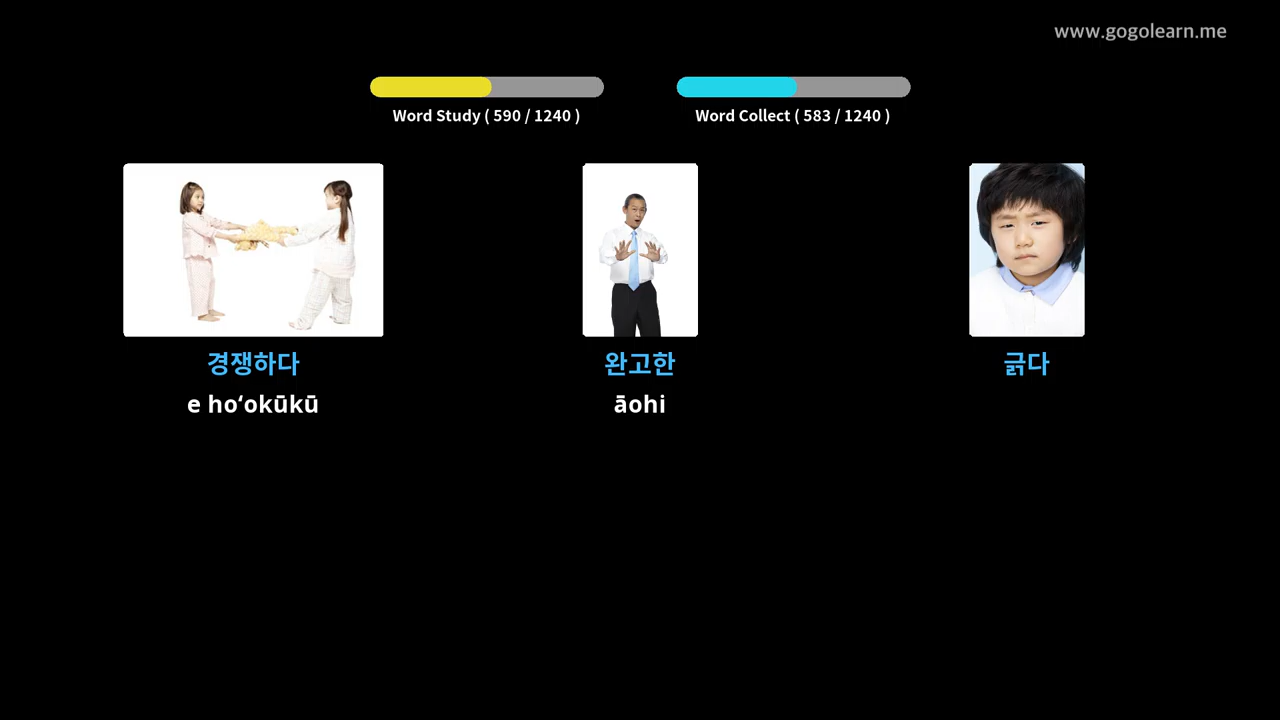 www.gogolearn.me
Word Study ( 590 / 1240 )
Word Collect ( 583 / 1240 )
경쟁하다
완고한
긁다
e hoʻokūkū
āohi